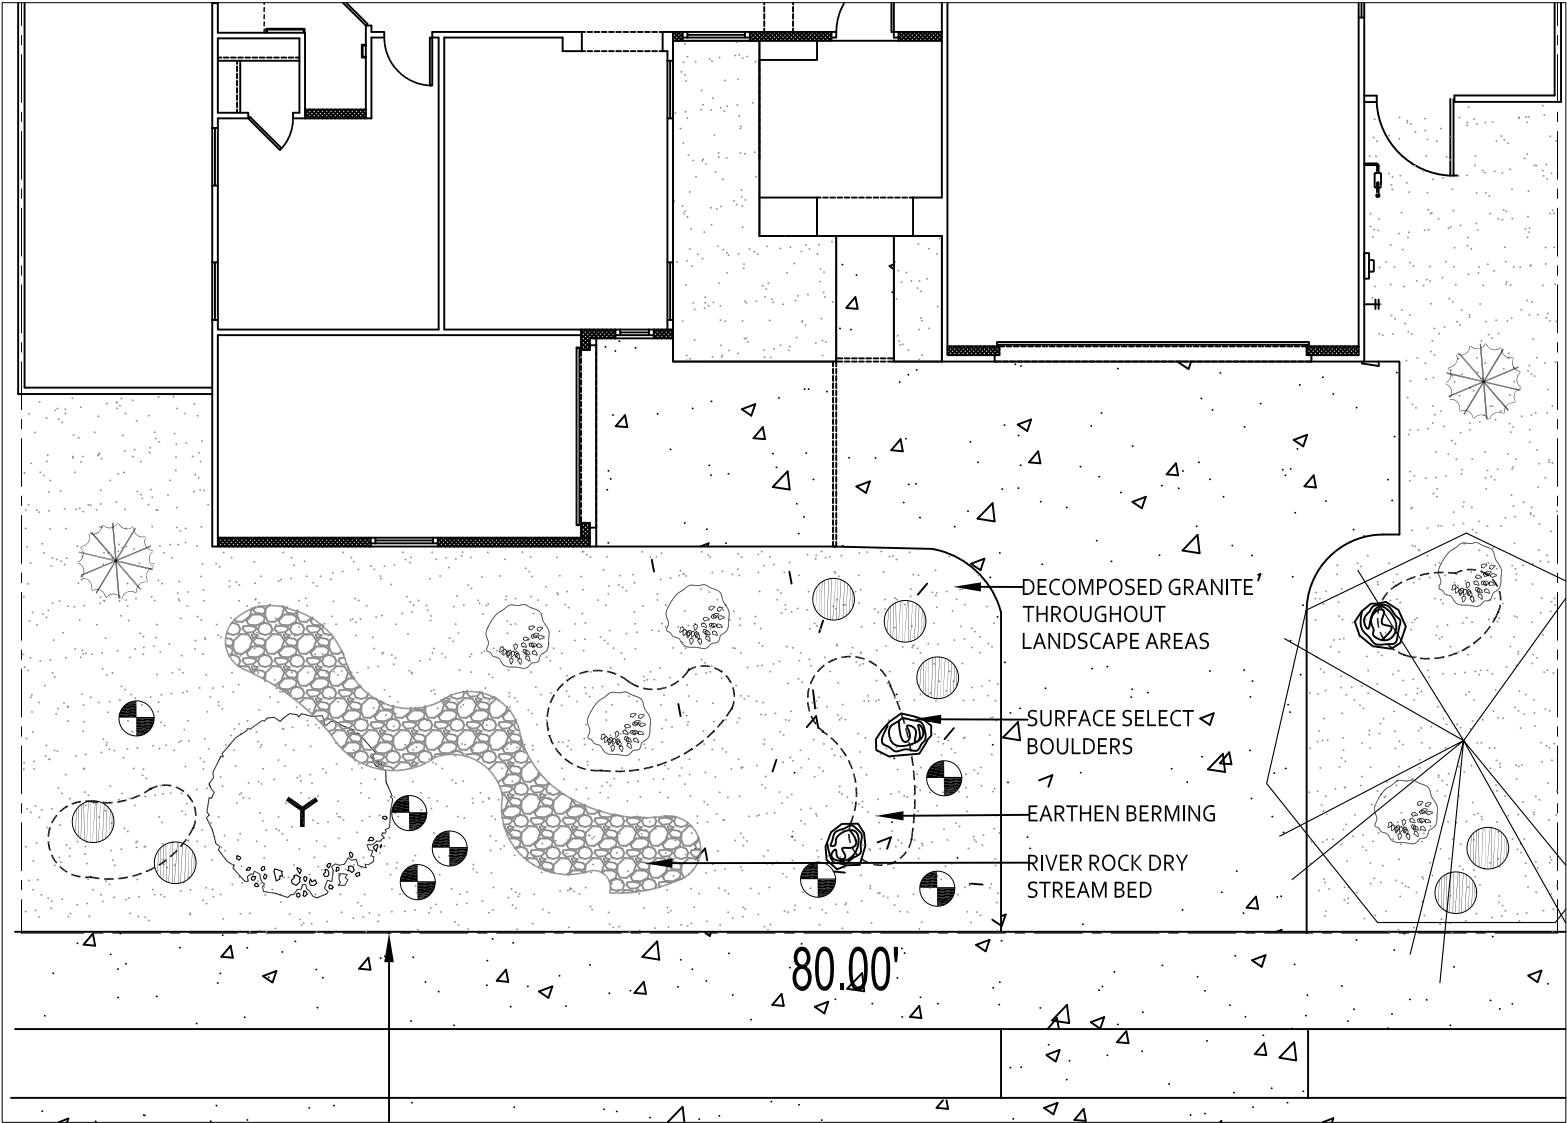 DECOMPOSED GRANITE
THROUGHOUT
LANDSCAPE AREAS
SURFACE SELECT
BOULDERS
EARTHEN BERMING
RIVER ROCK DRY
STREAM BED
80.00'